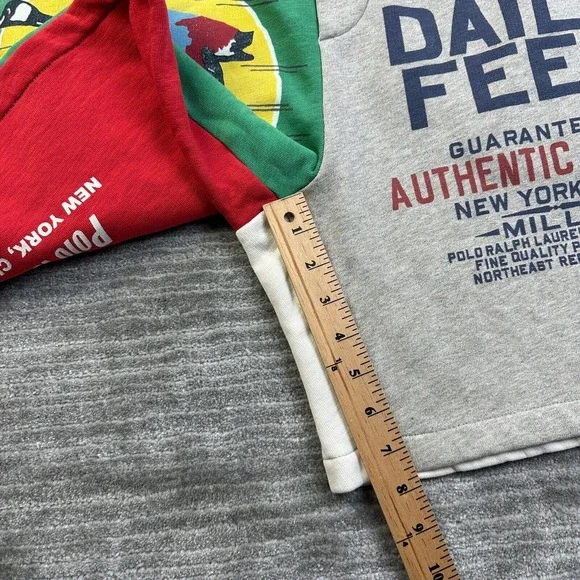 DAIL
FEE
GUARANTE
AUTHENTIC
NEW YORK
MILL
POLO RALPH LAUREN
FINE QUALITY
NORTHEAST RE
POLO
NEW YORK, C
1
2
3
4
5
6
7
8
9
10